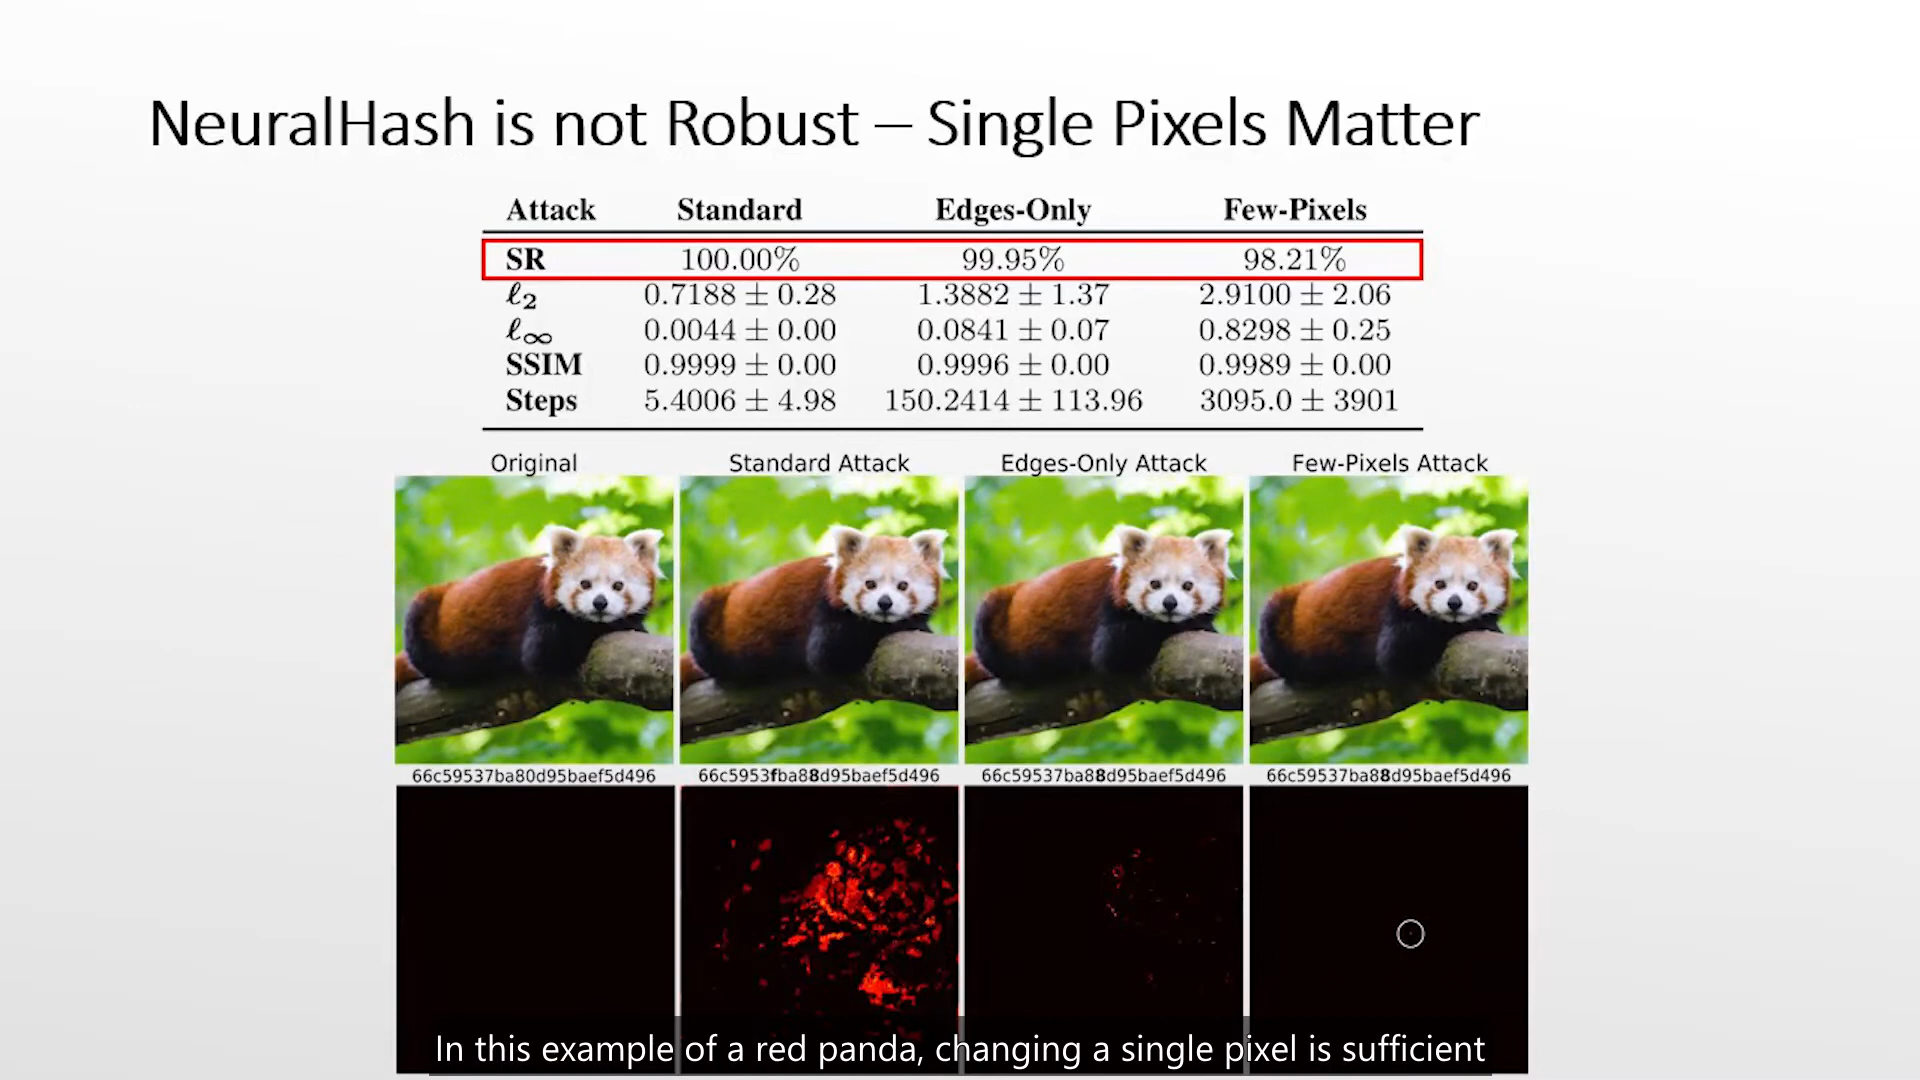 NeuralHash is not Robust – Single Pixels Matter
Attack Standard Edges-Only Few-Pixels
SR 100.00% 99.95% 98.21%
ℓ2 0.7188 ± 0.28 1.3882 ± 1.37 2.9100 ± 2.06
ℓ∞ 0.0044 ± 0.00 0.0841 ± 0.07 0.8298 ± 0.25
SSIM 0.9999 ± 0.00 0.9996 ± 0.00 0.9989 ± 0.00
Steps 5.4006 ± 4.98 150.2414 ± 113.96 3095.0 ± 3901
Original Standard Attack Edges-Only Attack Few-Pixels Attack
66c59537ba80d95baef5d496 66c5953fba88d95baef5d496 66c59537ba88d95baef5d496 66c59537ba88d95baef5d496
In this example of a red panda, changing a single pixel is sufficient